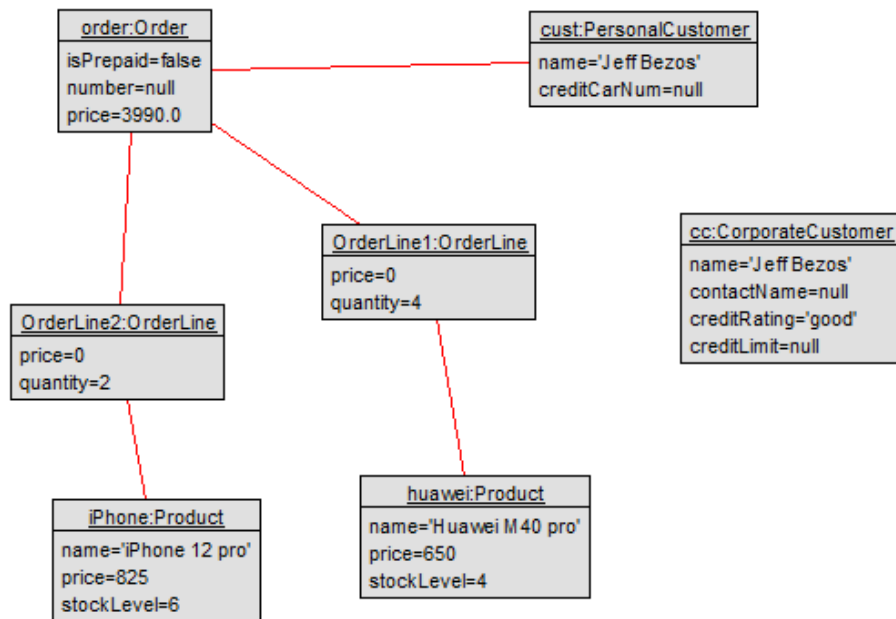 order:Order
isPrepaid=false
number=null
price=3990.0
cust:PersonalCustomer
name='Jeff Bezos'
creditCarNum=null
OrderLine1:OrderLine
price=0
quantity=4
cc:CorporateCustomer
name='Jeff Bezos'
contactName=null
creditRating='good'
creditLimit=null
OrderLine2:OrderLine
price=0
quantity=2
iPhone:Product
name='iPhone 12 pro'
price=825
stockLevel=6
huawei:Product
name='Huawei M40 pro'
price=650
stockLevel=4